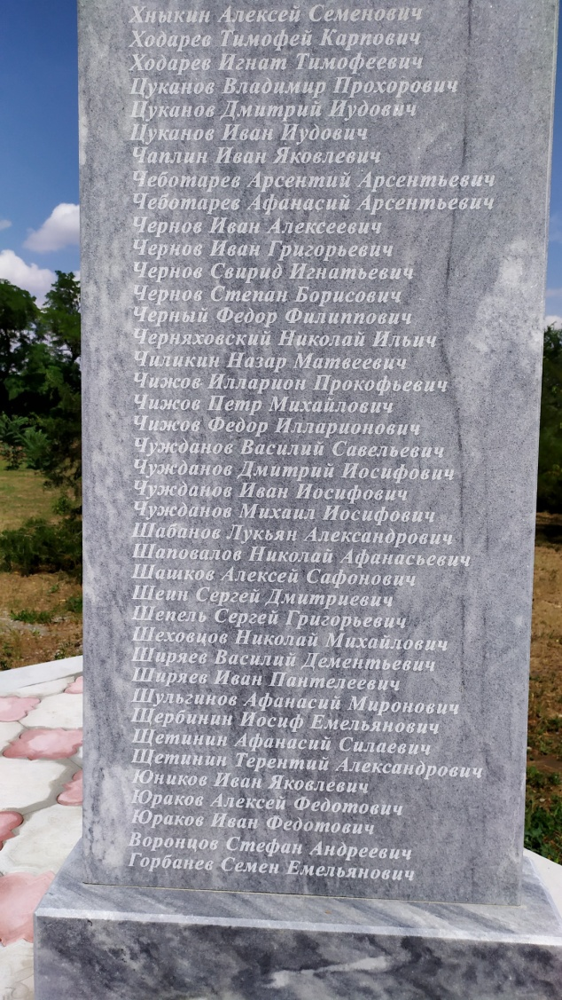 Хныкин Алексей Семенович
Ходарев Тимофей Карпович
Ходарев Игнат Тимофеевич
Цуканов Владимир Прохорович
Цуканов Дмитрий Иудович
Цуканов Иван Иудович
Чаплин Иван Яковлевич
Чеботарев Арсентий Арсентьевич
Чеботарев Афанасий Арсентьевич
Чернов Иван Алексеевич
Чернов Иван Григорьевич
Чернов Свирид Игнатьевич
Чернов Степан Борисович
Черный Федор Филиппович
Черняховский Николай Ильич
Чиликин Назар Матвеевич
Чижов Илларион Прокофьевич
Чижов Петр Михайлович
Чижов Федор Илларионович
Чужданов Василий Савельевич
Чужданов Дмитрий Иосифович
Чужданов Иван Иосифович
Чужданов Михаил Иосифович
Шабанов Лукьян Александрович
Шаповалов Николай Афанасьевич
Шашков Алексей Сафонович
Шеин Сергей Дмитриевич
Шепель Сергей Григорьевич
Шеховцов Николай Михайлович
Ширяев Василий Дементьевич
Ширяев Иван Пантелеевич
Шульгинов Афанасий Миронович
Щербинин Иосиф Емельянович
Щетинин Афанасий Силаевич
Щетинин Терентий Александрович
Юников Иван Яковлевич
Юраков Алексей Федотович
Юраков Иван Федотович
Воронцов Стефан Андреевич
Горбанев Семен Емельянович